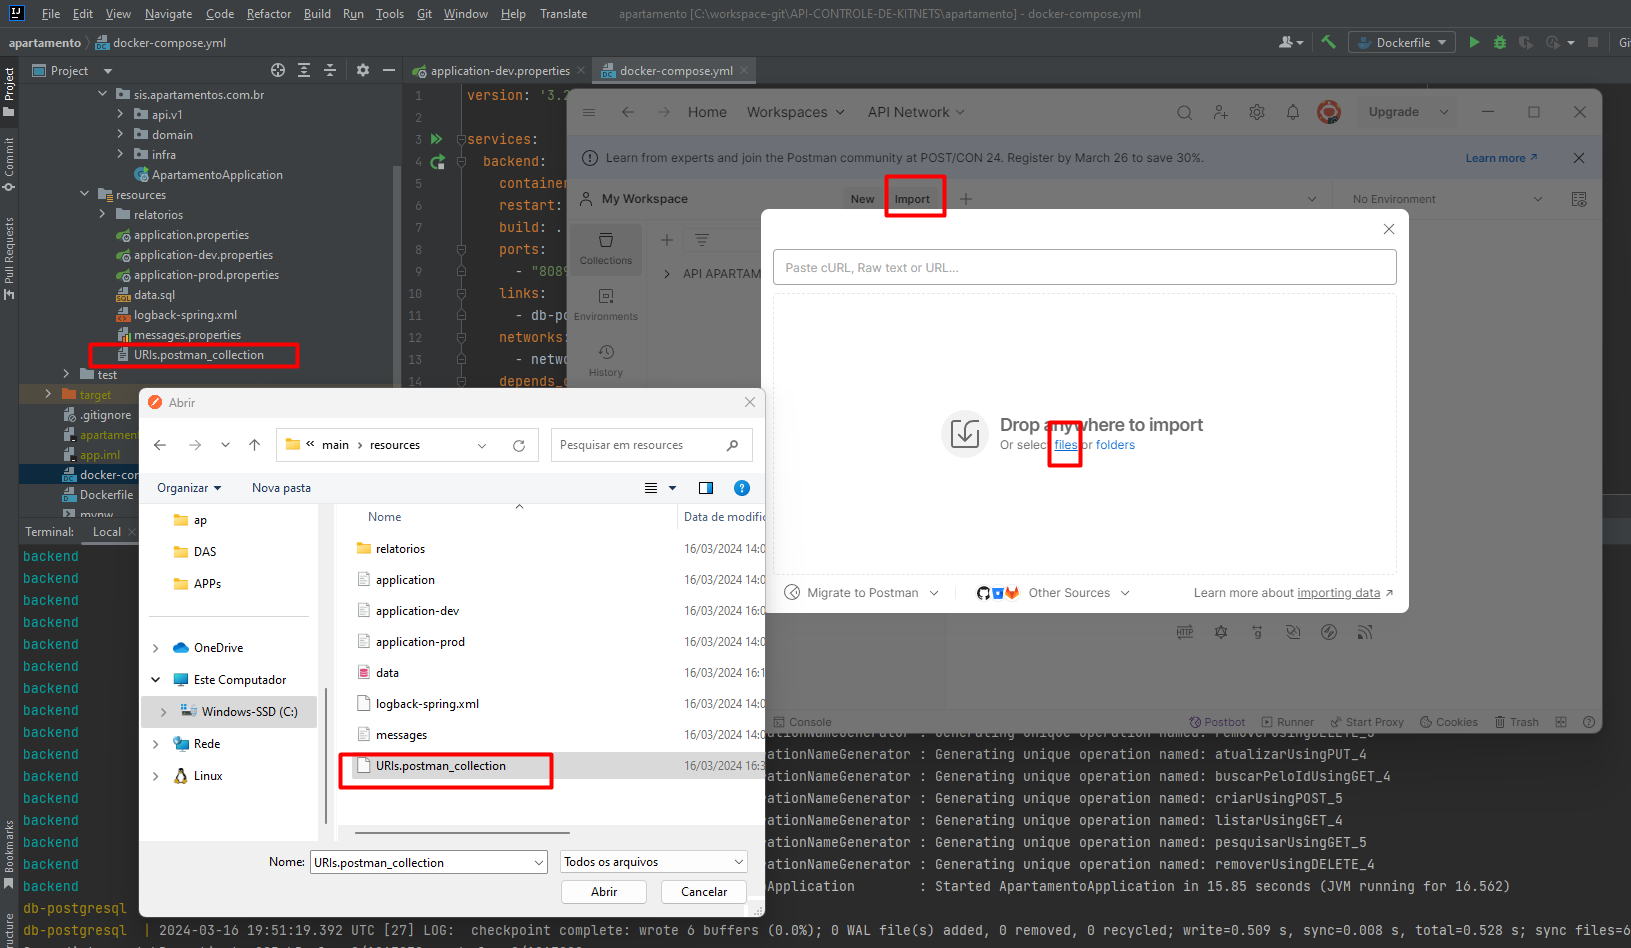 File Edit View Navigate Code Refactor Build Run Tools Git Window Help Translate apartamento [C:\workspace-git\API-CONTROLE-DE-KITNETS\apartamento] - docker-compose.yml
apartamento docker-compose.yml Dockerfile
Project application-dev.properties docker-compose.yml
Project
Commit
Pull Requests
Bookmarks
sis.apartamentos.com.br
api.v1
domain
infra
ApartamentoApplication
resources
relatorios
application.properties
application-dev.properties
application-prod.properties
data.sql
logback-spring.xml
messages.properties
URIs.postman_collection
test
target
.gitignore
app.iml
Dockerfile
1 version: '3.2
2
3 services:
4 backend:
5 container
6 restart:
7 build: .
8 ports:
9 - "8089
10 links:
11 - db-po
12 networks:
13 - netwo
14 depends_o
Home Workspaces API Network Upgrade
Learn from experts and join the Postman community at POST/CON 24. Register by March 26 to save 30%. Learn more
My Workspace New Import No Environment
Collections
Environments
History
API APARTAM
Paste cURL, Raw text or URL...
Drop anywhere to import
Or select files or folders
Migrate to Postman Other Sources Learn more about importing data
HTTP
Console Postbot Runner Start Proxy Cookies Trash
Abrir
main resources Pesquisar em resources
Organizar Nova pasta
ap
DAS
APPs
OneDrive
Este Computador
Windows-SSD (C:)
Rede
Linux
Nome Data de modific
relatorios 16/03/2024 14:0
application 16/03/2024 14:0
application-dev 16/03/2024 16:0
application-prod 16/03/2024 14:0
data 16/03/2024 16:1
logback-spring.xml 16/03/2024 14:0
messages 16/03/2024 14:0
URIs.postman_collection 16/03/2024 16:3
Nome: URIs.postman_collection Todos os arquivos
Abrir Cancelar
Terminal: Local
backend
backend
backend
backend
backend
backend
backend
backend
backend
backend ationNameGenerator : Generating unique operation named: atualizarUsingPUT_4
backend ationNameGenerator : Generating unique operation named: buscarPeloIdUsingGET_4
backend ationNameGenerator : Generating unique operation named: criarUsingPOST_5
backend ationNameGenerator : Generating unique operation named: listarUsingGET_4
backend ationNameGenerator : Generating unique operation named: pesquisarUsingGET_5
backend ationNameGenerator : Generating unique operation named: removerUsingDELETE_4
backend Application : Started ApartamentoApplication in 15.85 seconds (JVM running for 16.562)
db-postgresql
db-postgresql | 2024-03-16 19:51:19.392 UTC [27] LOG: checkpoint complete: wrote 6 buffers (0.0%); 0 WAL file(s) added, 0 removed, 0 recycled; write=0.509 s, sync=0.008 s, total=0.528 s; sync files=6